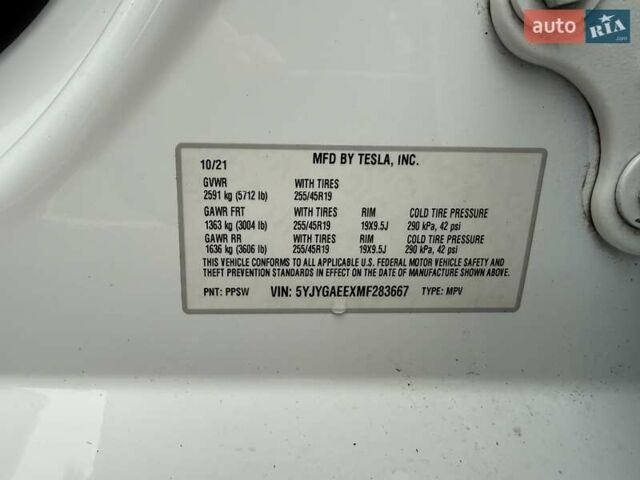 auto RIA.com
10/21 MFD BY TESLA, INC.
GVWR WITH TIRES
2591 kg (5712 lb) 255/45R19
GAWR FRT WITH TIRES RIM COLD TIRE PRESSURE
1363 kg (3004 lb) 255/45R19 19X9.5J 290 kPa, 42 psi
GAWR RR WITH TIRES RIM COLD TIRE PRESSURE
1636 kg (3606 lb) 255/45R19 19X9.5J 290 kPa, 42 psi
THIS VEHICLE CONFORMS TO ALL APPLICABLE U.S. FEDERAL MOTOR VEHICLE SAFETY AND
THEFT PREVENTION STANDARDS IN EFFECT ON THE DATE OF MANUFACTURE SHOWN ABOVE.
PNT: PPSW VIN: 5YJYGAEEXMF283667 TYPE: MPV